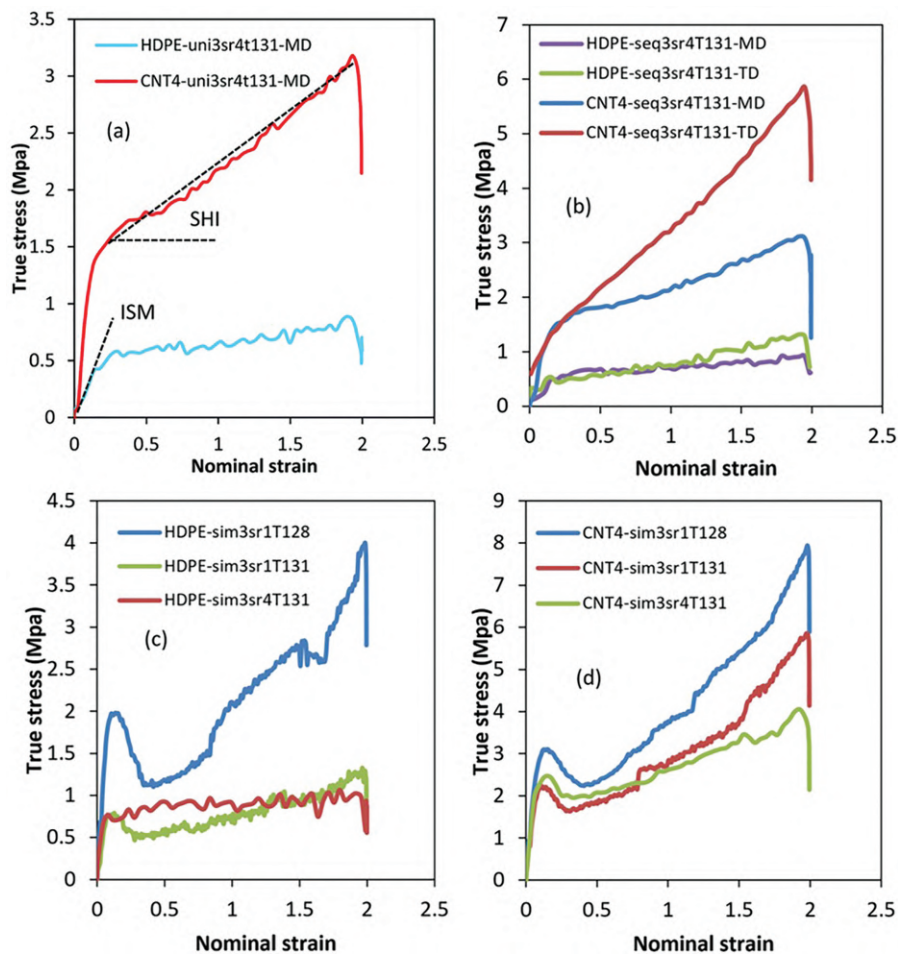 3.5
3
2.5
2
1.5
1
0.5
0
True stress (Mpa)
HDPE-uni3sr4t131-MD
CNT4-uni3sr4t131-MD
(a)
SHI
ISM
0 0.5 1 1.5 2 2.5
Nominal strain
7
6
5
4
3
2
1
0
True stress (Mpa)
HDPE-seq3sr4T131-MD
HDPE-seq3sr4T131-TD
CNT4-seq3sr4T131-MD
CNT4-seq3sr4T131-TD
(b)
0 0.5 1 1.5 2 2.5
Nominal strain
4.5
4
3.5
3
2.5
2
1.5
1
0.5
0
True stress (Mpa)
HDPE-sim3sr1T128
HDPE-sim3sr1T131
HDPE-sim3sr4T131
(c)
0 0.5 1 1.5 2 2.5
Nominal strain
9
8
7
6
5
4
3
2
1
0
True stress (Mpa)
CNT4-sim3sr1T128
CNT4-sim3sr1T131
CNT4-sim3sr4T131
(d)
0 0.5 1 1.5 2 2.5
Nominal strain